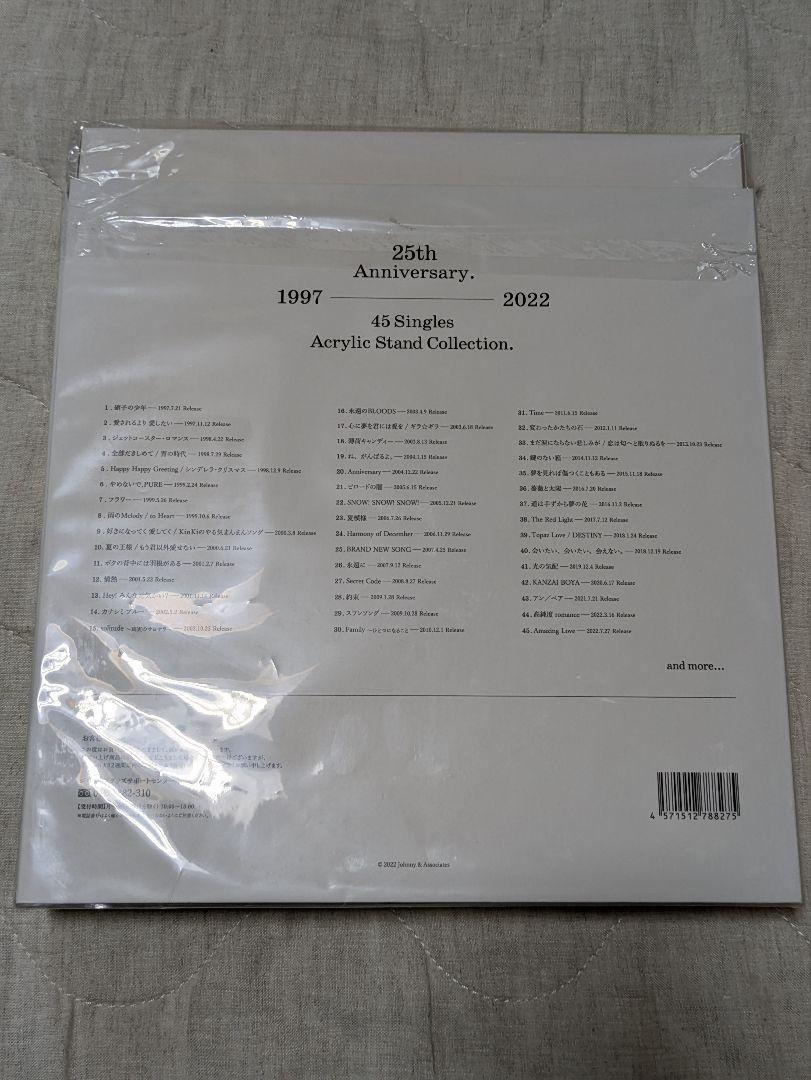 25th
Anniversary.
1997 — 2022
45 Singles
Acrylic Stand Collection.
1. 硝子の少年 — 1997.7.21 Release
2. 愛されるより 愛したい — 1997.11.12 Release
3. ジェットコースター・ロマンス — 1998.4.22 Release
4. 全部だきしめて / 青の時代 — 1998.7.29 Release
5. Happy Happy Greeting / シンデレラ・クリスマス — 1998.12.9 Release
6. やめないで,PURE — 1999.2.24 Release
7. フラワー — 1999.5.26 Release
8. 雨のMelody / to Heart — 1999.10.6 Release
9. 好きになってく 愛してく / KinKiのやる気まんまんソング — 2000.3.8 Release
10. 夏の王様 / もう君以外愛せない — 2000.6.21 Release
11. ボクの背中には羽根がある — 2001.2.7 Release
12. 情熱 — 2001.5.23 Release
13. Hey! みんな元気かい? — 2001.11.14 Release
14. カナシミ ブルー — 2002.5.2 Release
15. solitude 〜真実のサヨナラ〜 — 2002.10.23 Release
16. 永遠のBLOODS — 2003.4.9 Release
17. 心に夢を君には愛を / ギラ☆ギラ — 2003.6.18 Release
18. 薄荷キャンディー — 2003.8.13 Release
19. ね、がんばるよ。 — 2004.1.15 Release
20. Anniversary — 2004.12.22 Release
21. ビロードの闇 — 2005.6.15 Release
22. SNOW! SNOW! SNOW! — 2005.12.21 Release
23. 夏模様 — 2006.7.26 Release
24. Harmony of December — 2006.11.29 Release
25. BRAND NEW SONG — 2007.4.25 Release
26. 永遠に — 2007.9.12 Release
27. Secret Code — 2008.8.27 Release
28. 約束 — 2009.1.28 Release
29. スワンソング — 2009.10.28 Release
30. Family 〜ひとつになること — 2010.12.1 Release
31. Time — 2011.6.15 Release
32. 変わったかたちの石 — 2012.1.11 Release
33. まだ涙にならない悲しみが / 恋は匂へと散りぬるを — 2013.10.23 Release
34. 鍵のない箱 — 2014.11.12 Release
35. 夢を見れば傷つくこともある — 2015.11.18 Release
36. 薔薇と太陽 — 2016.7.20 Release
37. 道は手ずから夢の花 — 2016.11.2 Release
38. The Red Light — 2017.7.12 Release
39. Topaz Love / DESTINY — 2018.1.24 Release
40. 会いたい、会いたい、会えない。 — 2018.12.19 Release
41. 光の気配 — 2019.12.4 Release
42. KANZAI BOYA — 2020.6.17 Release
43. アン/ペア — 2021.7.21 Release
44. 高純度 romance — 2022.3.16 Release
45. Amazing Love — 2022.7.27 Release
and more...
82-310
4 571512 788275
© 2022 Johnny & Associates